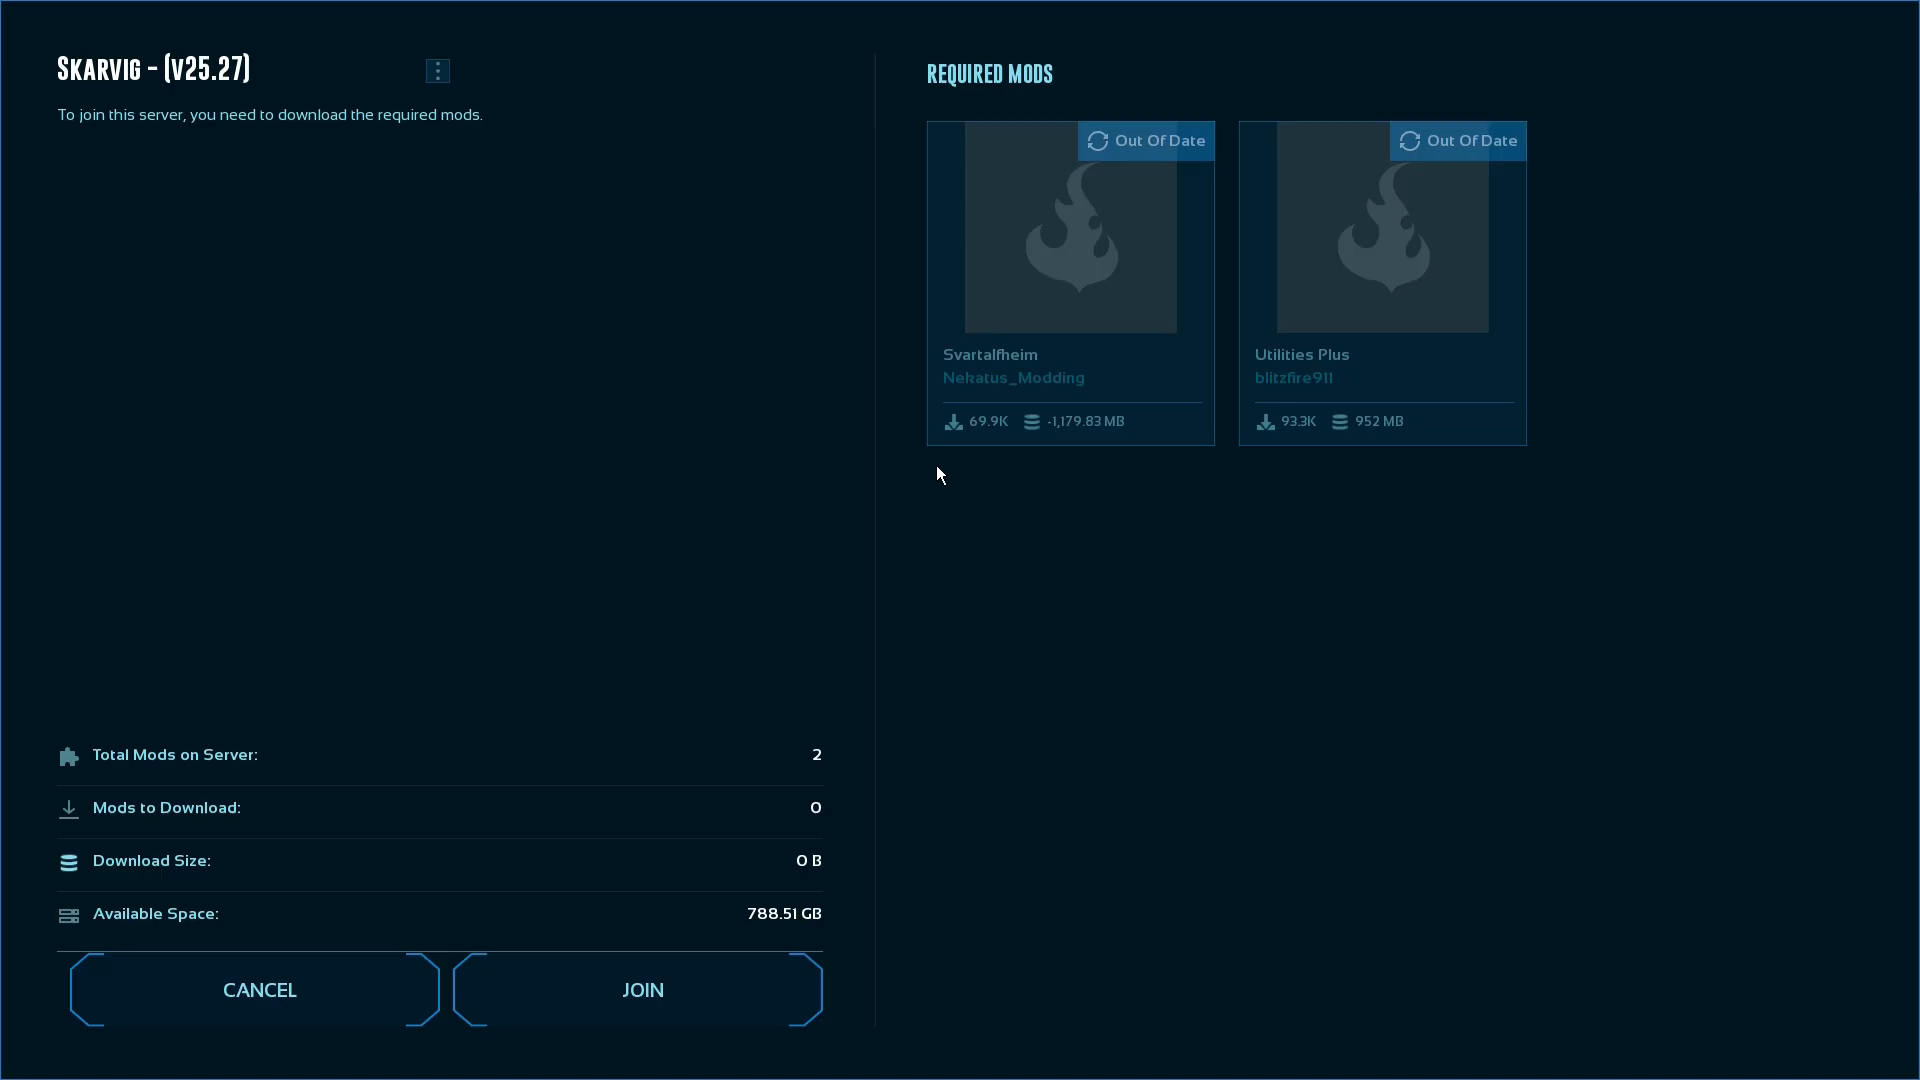 Skarvig - (v25.27)
To join this server, you need to download the required mods.
Total Mods on Server: 2
Mods to Download: 0
Download Size: 0 B
Available Space: 788.51 GB
CANCEL
JOIN
REQUIRED MODS
Out Of Date
Svartalfheim
Nekatus_Modding
69.9K -1,179.83 MB
Out Of Date
Utilities Plus
blitzfire911
93.3K 952 MB